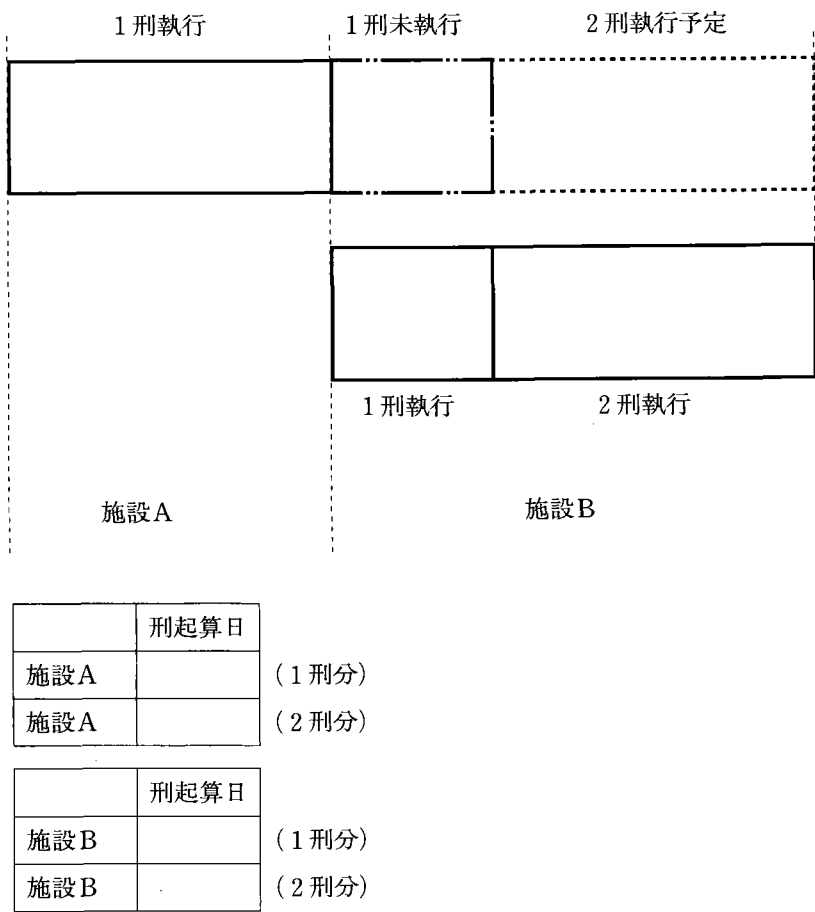 1刑執行 1刑未執行 2刑執行予定
1刑執行 2刑執行
施設A 施設B
刑起算日
施設A (1刑分)
施設A (2刑分)
刑起算日
施設B (1刑分)
施設B (2刑分)